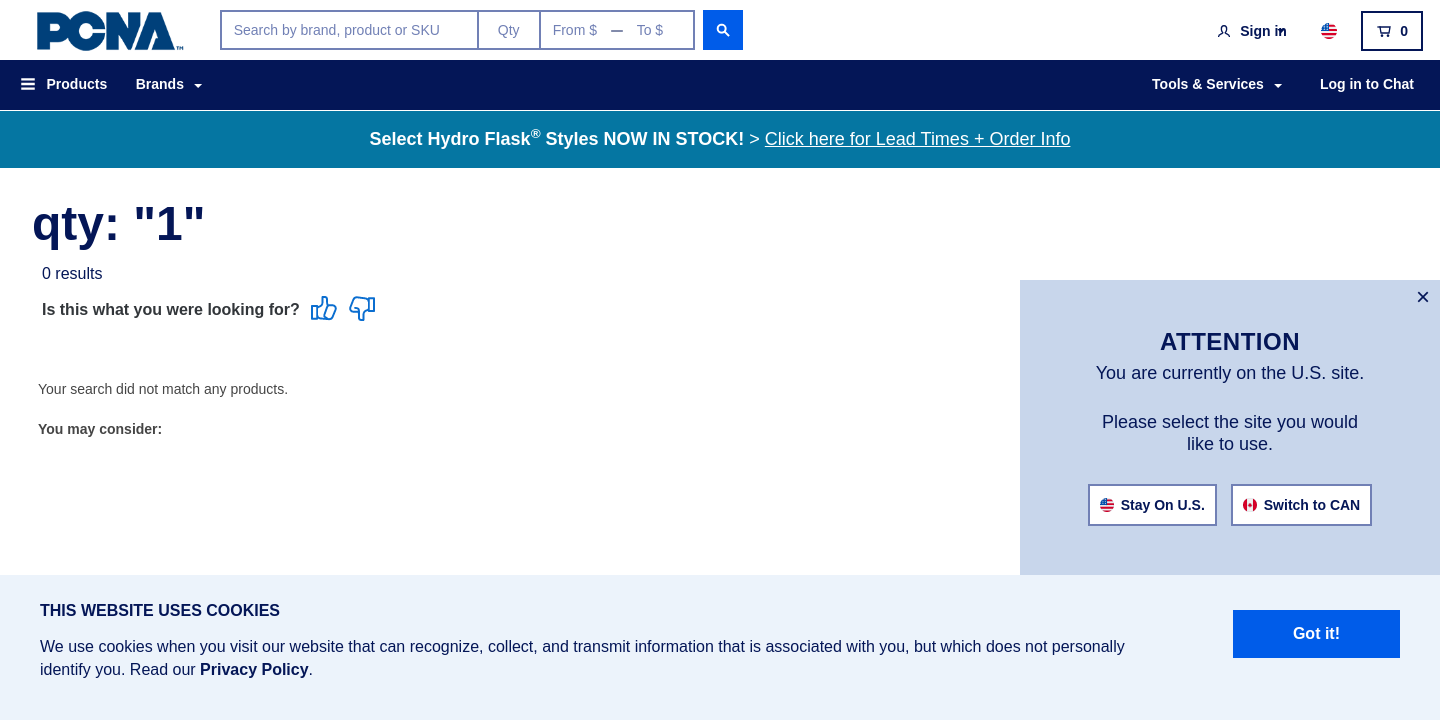 PCNA™
Search by brand, product or SKU Qty From $ — To $
Sign in 0
Products Brands Tools & Services Log in to Chat
Select Hydro Flask® Styles NOW IN STOCK! > Click here for Lead Times + Order Info
qty: "1"
0 results
Is this what you were looking for?
Your search did not match any products.
You may consider:
×
ATTENTION
You are currently on the U.S. site.
Please select the site you would
like to use.
Stay On U.S. Switch to CAN
THIS WEBSITE USES COOKIES
We use cookies when you visit our website that can recognize, collect, and transmit information that is associated with you, but which does not personally
identify you. Read our Privacy Policy.
Got it!